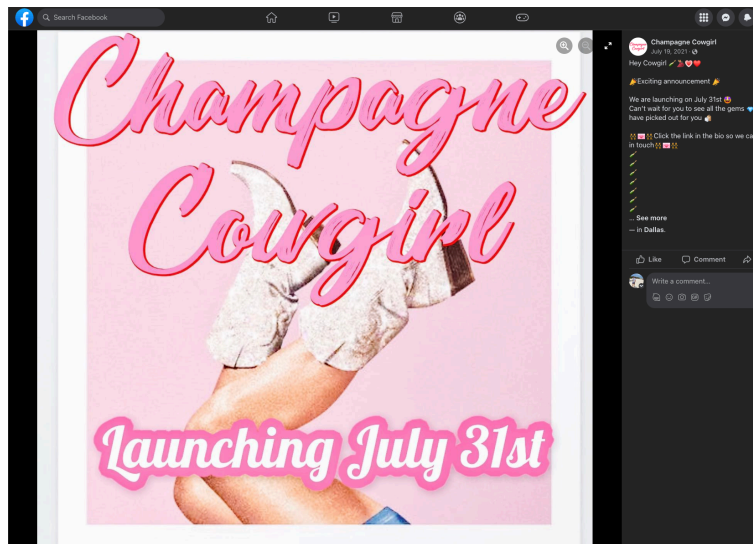 Search Facebook
Champagne
Cowgirl
Launching July 31st
Champagne Cowgirl
July 19, 2021 ·
Hey Cowgirl
Exciting announcement
We are launching on July 31st
Can't wait for you to see all the gems
have picked out for you
Click the link in the bio so we ca
in touch
... See more
— in Dallas.
Like
Comment
Write a comment...